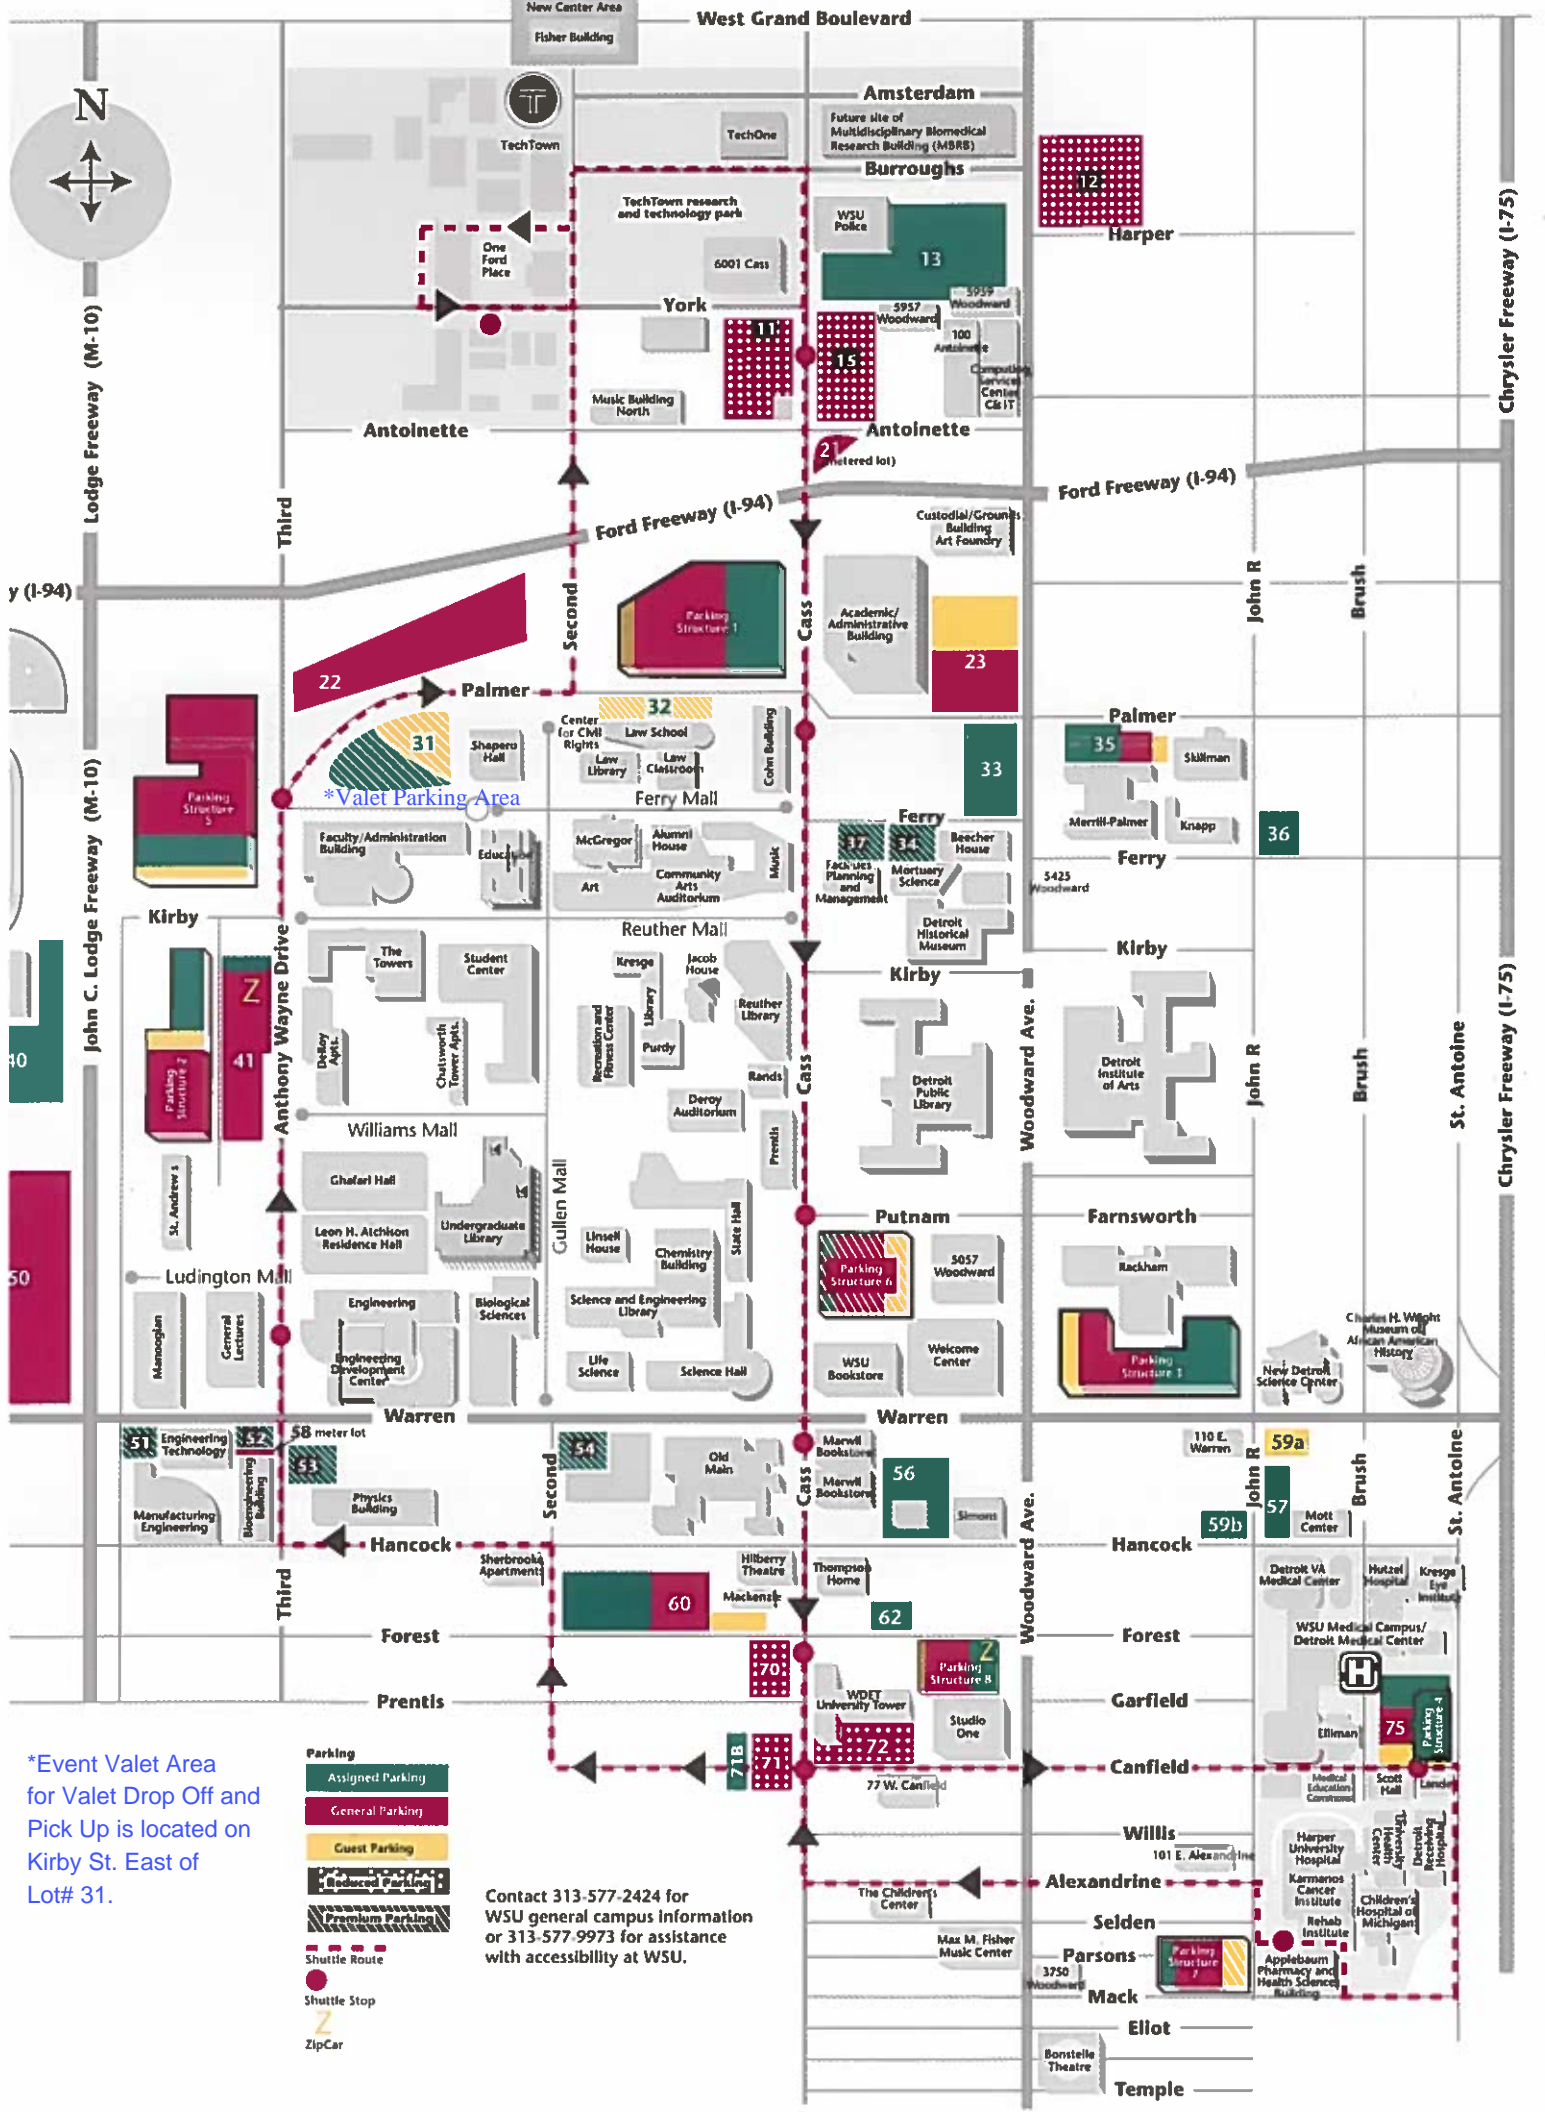 New Center Area
Fisher Building
West Grand Boulevard
N
TechTown
Amsterdam
TechOne
Future site of
Multidisciplinary Biomedical
Research Building (MBRB)
Burroughs
12
TechTown research
and technology park
WSU
Police
13
Harper
One
Ford
Place
6001 Cass
York
5959
Woodward
5957
Woodward
11
15
100
Antoinette
Computing
Services
Center
C&IT
Music Building
North
Antoinette
Antoinette
21
(metered lot)
Lodge Freeway (M-10)
Chrysler Freeway (I-75)
Third
Ford Freeway (I-94)
Ford Freeway (I-94)
Custodial/Grounds
Building
Art Foundry
y (I-94)
Second
Cass
John R
Brush
Parking
Structure 1
Academic/
Administrative
Building
23
22
Palmer
32
Center
for Civil
Rights
Law School
Law
Library
Law
Classroom
Cohn Building
Palmer
31
Shapero
Hall
33
35
Skillman
Merrill-Palmer
Knapp
36
*Valet Parking Area
Ferry Mall
Ferry
Ferry
Parking
Structure
5
John C. Lodge Freeway (M-10)
Faculty/Administration
Building
Education
McGregor
Alumni
House
Art
Community
Arts
Auditorium
Music
37
34
Beecher
House
Facilities
Planning
and
Management
Mortuary
Science
5425
Woodward
Detroit
Historical
Museum
Kirby
Reuther Mall
Kirby
Kirby
Anthony Wayne Drive
The
Towers
Student
Center
Kresge
Library
Purdy
Jacob
House
Reuther
Library
Z
41
40
Parking
Structure 2
DeRoy
Apts.
Chatsworth
Tower Apts.
Recreation and
Fitness Center
Rands
Deroy
Auditorium
Prentis
Cass
Detroit
Public
Library
Woodward Ave.
Detroit
Institute
of Arts
John R
Brush
St. Antoine
Chrysler Freeway (I-75)
Williams Mall
St. Andrew's
Ghafari Hall
Leon H. Atchison
Residence Hall
Undergraduate
Library
Gullen Mall
Linsell
House
Chemistry
Building
State Hall
Putnam
Farnsworth
50
Ludington Mall
Parking
Structure 6
5057
Woodward
Rackham
Manoogian
General
Lectures
Engineering
Engineering
Development
Center
Biological
Sciences
Science and Engineering
Library
Life
Science
Science Hall
WSU
Bookstore
Welcome
Center
Parking
Structure 3
New Detroit
Science Center
Charles H. Wright
Museum of
African American
History
Warren
Warren
51
Engineering
Technology
52
58 meter lot
53
Bioengineering
Building
Manufacturing
Engineering
Physics
Building
Second
54
Old
Main
Cass
Marwil
Bookstore
Marwil
Bookstore
56
Simons
Woodward Ave.
110 E.
Warren
59a
John R
57
59b
Mott
Center
Brush
St. Antoine
Hancock
Hancock
Third
Sherbrooke
Apartments
Hilberry
Theatre
Thompson
Home
Mackenzie
60
62
Detroit VA
Medical Center
Hutzel
Hospital
Kresge
Eye
Institute
Forest
Forest
WSU Medical Campus/
Detroit Medical Center
H
70
Z
Parking
Structure 8
Prentis
WDET
University Tower
Studio
One
Garfield
Elliman
75
Parking
Structure 4
71B
71
72
Canfield
77 W. Canfield
Medical
Education
Commons
Scott
Hall
Lande
*Event Valet Area
for Valet Drop Off and
Pick Up is located on
Kirby St. East of
Lot# 31.
Parking
Assigned Parking
General Parking
Guest Parking
Reduced Parking
Premium Parking
Shuttle Route
Shuttle Stop
Z
ZipCar
Contact 313-577-2424 for
WSU general campus information
or 313-577-9973 for assistance
with accessibility at WSU.
Willis
101 E. Alexandrine
Harper
University
Hospital
University
Health
Center
Detroit
Receiving
Hospital
Alexandrine
The Children's
Center
Karmanos
Cancer
Institute
Children's
Hospital of
Michigan
Selden
Rehab
Institute
Max M. Fisher
Music Center
Parsons
Parking
Structure
7
3750
Woodward
Applebaum
Pharmacy and
Health Sciences
Building
Mack
Eliot
Bonstelle
Theatre
Temple